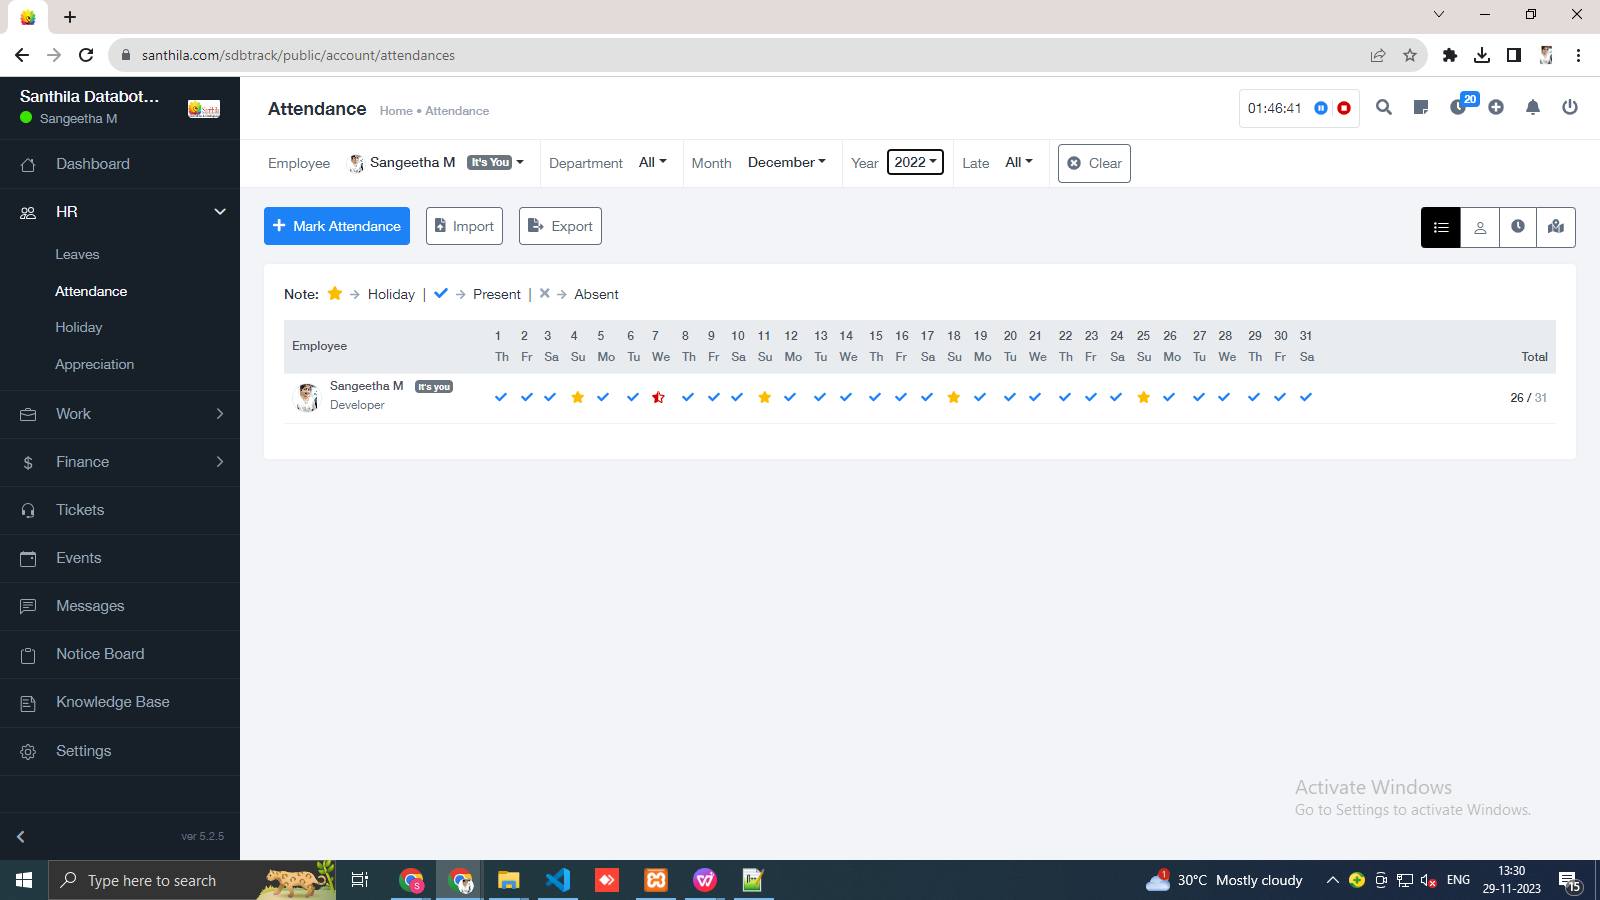 santhila.com/sdbtrack/public/account/attendances
Santhila Databot...
Sangeetha M
Attendance Home • Attendance
01:46:41
20
Employee Sangeetha M It's You Department All Month December Year 2022 Late All Clear
Dashboard
HR
Leaves
Attendance
Holiday
Appreciation
Work
Finance
Tickets
Events
Messages
Notice Board
Knowledge Base
Settings
ver 5.2.5
Mark Attendance Import Export
Note: Holiday | Present | Absent
Employee 1 2 3 4 5 6 7 8 9 10 11 12 13 14 15 16 17 18 19 20 21 22 23 24 25 26 27 28 29 30 31
Th Fr Sa Su Mo Tu We Th Fr Sa Su Mo Tu We Th Fr Sa Su Mo Tu We Th Fr Sa Su Mo Tu We Th Fr Sa Total
Sangeetha M It's you
Developer
26 / 31
Activate Windows
Go to Settings to activate Windows.
Type here to search
S
1
30°C Mostly cloudy
ENG
13:30
29-11-2023
15